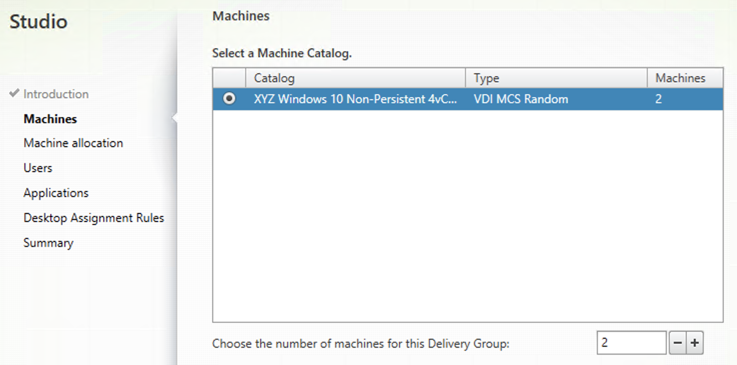 Studio
Introduction
Machines
Machine allocation
Users
Applications
Desktop Assignment Rules
Summary
Machines
Select a Machine Catalog.
Catalog Type Machines
XYZ Windows 10 Non-Persistent 4vC... VDI MCS Random 2
Choose the number of machines for this Delivery Group: 2 − +